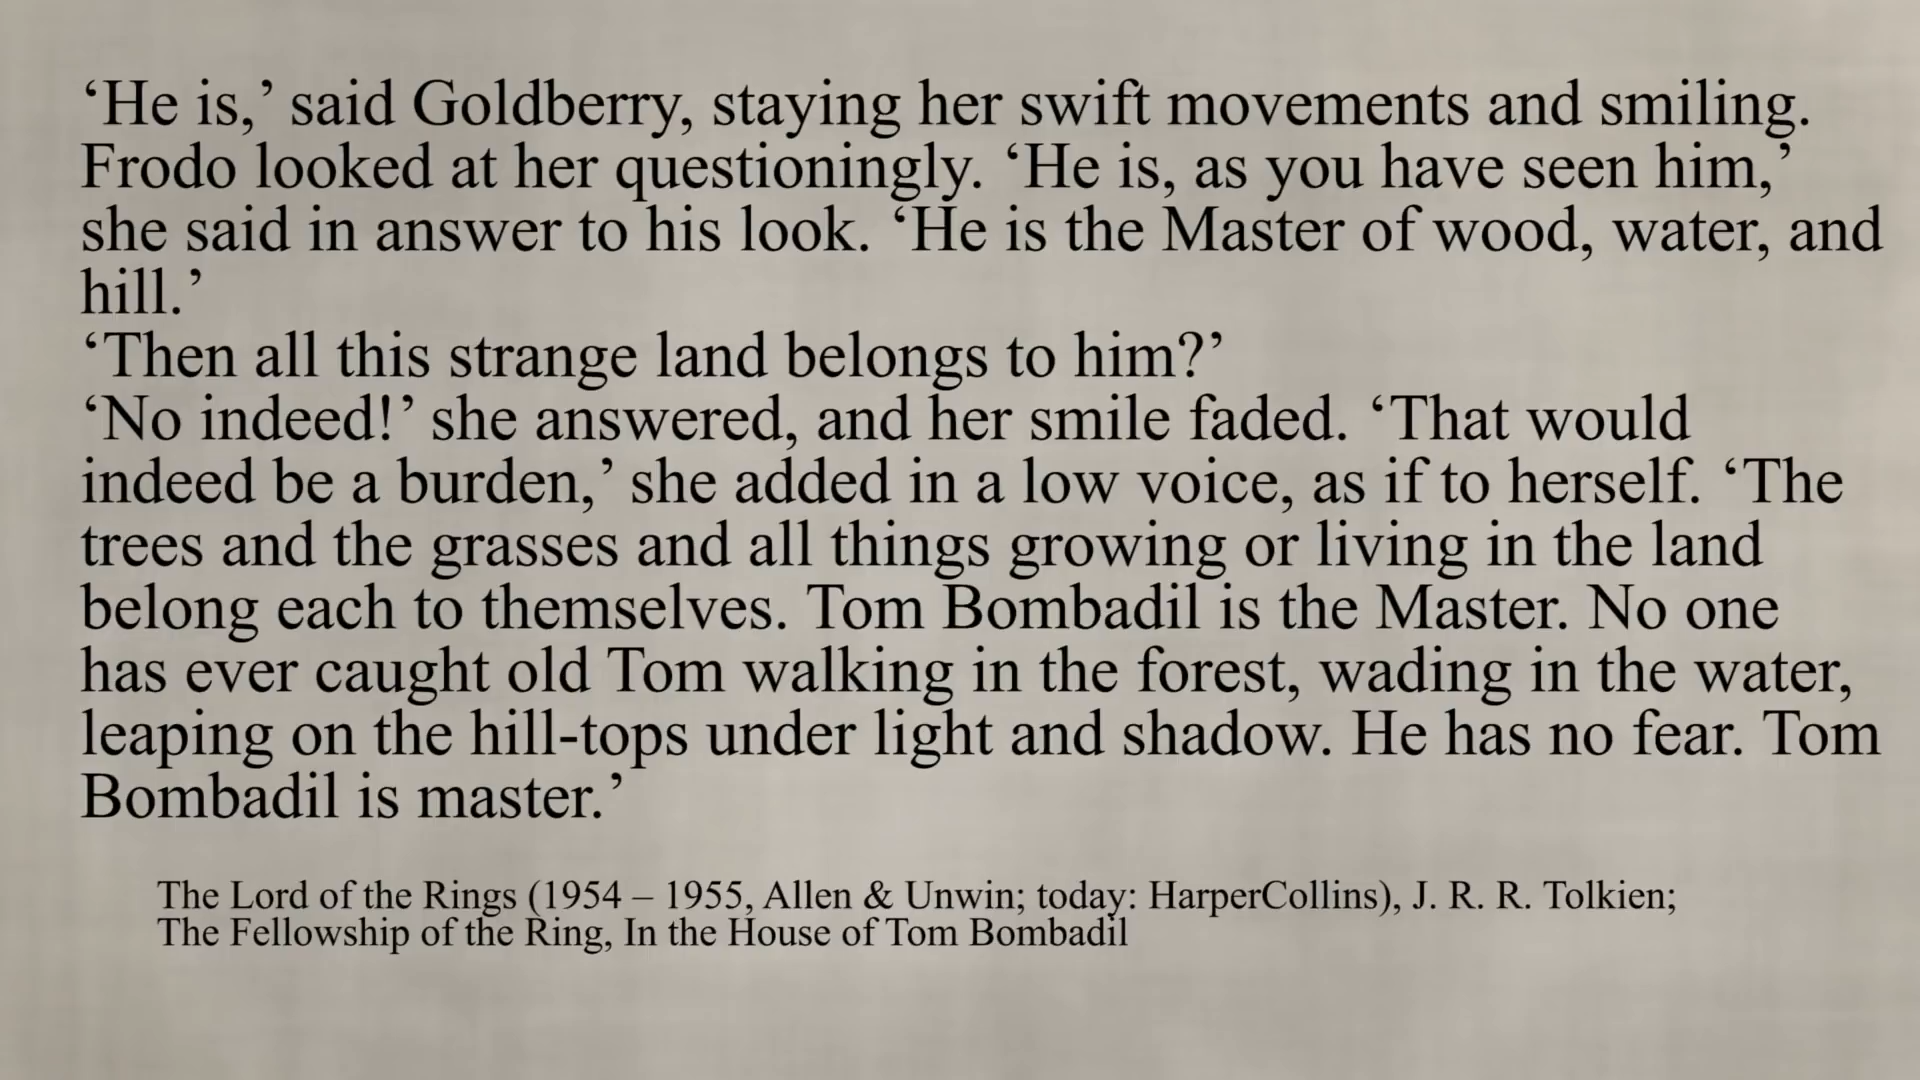 ‘He is,’ said Goldberry, staying her swift movements and smiling.
Frodo looked at her questioningly. ‘He is, as you have seen him,’
she said in answer to his look. ‘He is the Master of wood, water, and
hill.’
‘Then all this strange land belongs to him?’
‘No indeed!’ she answered, and her smile faded. ‘That would
indeed be a burden,’ she added in a low voice, as if to herself. ‘The
trees and the grasses and all things growing or living in the land
belong each to themselves. Tom Bombadil is the Master. No one
has ever caught old Tom walking in the forest, wading in the water,
leaping on the hill-tops under light and shadow. He has no fear. Tom
Bombadil is master.’
The Lord of the Rings (1954 – 1955, Allen & Unwin; today: HarperCollins), J. R. R. Tolkien;
The Fellowship of the Ring, In the House of Tom Bombadil